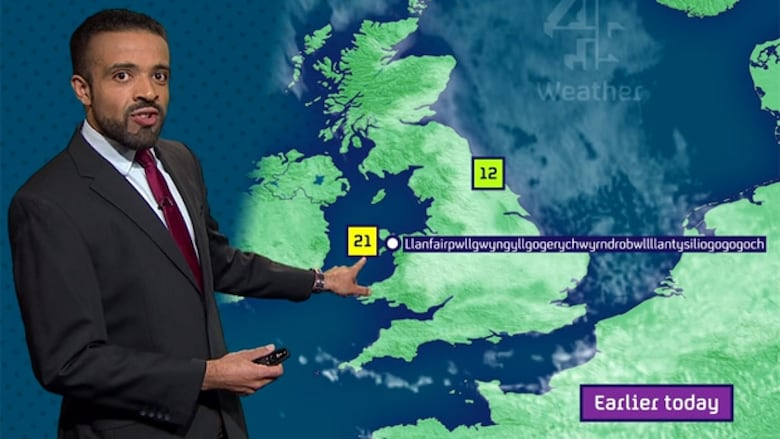 4
Weather
12
21 Llanfairpwllgwyngyllgogerychwyrndrobwllllantysiliogogogoch
Earlier today